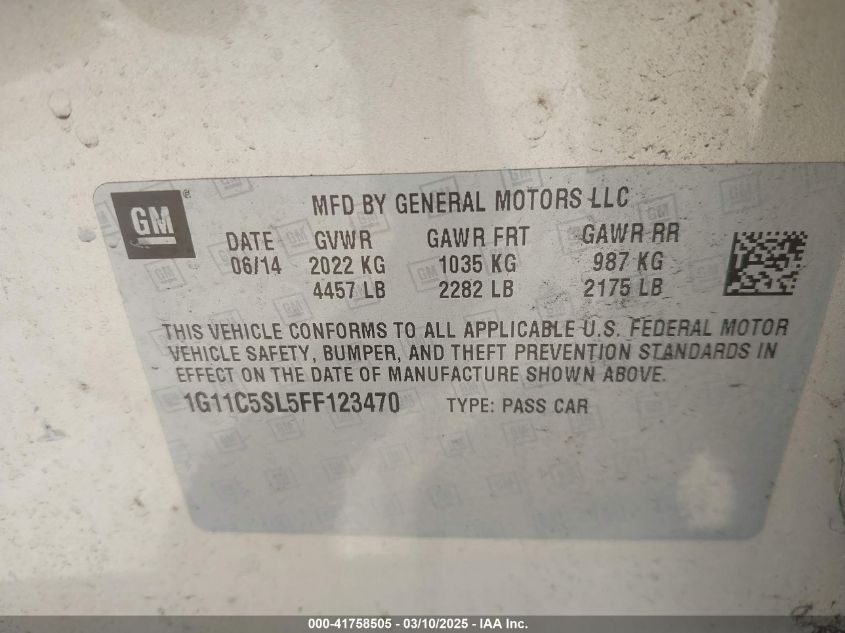 GM ®
MFD BY GENERAL MOTORS LLC
DATE GVWR GAWR FRT GAWR RR
06/14 2022 KG 1035 KG 987 KG
4457 LB 2282 LB 2175 LB
THIS VEHICLE CONFORMS TO ALL APPLICABLE U.S. FEDERAL MOTOR
VEHICLE SAFETY, BUMPER, AND THEFT PREVENTION STANDARDS IN
EFFECT ON THE DATE OF MANUFACTURE SHOWN ABOVE.
1G11C5SL5FF123470 TYPE: PASS CAR
000-41758505 - 03/10/2025 - IAA Inc.